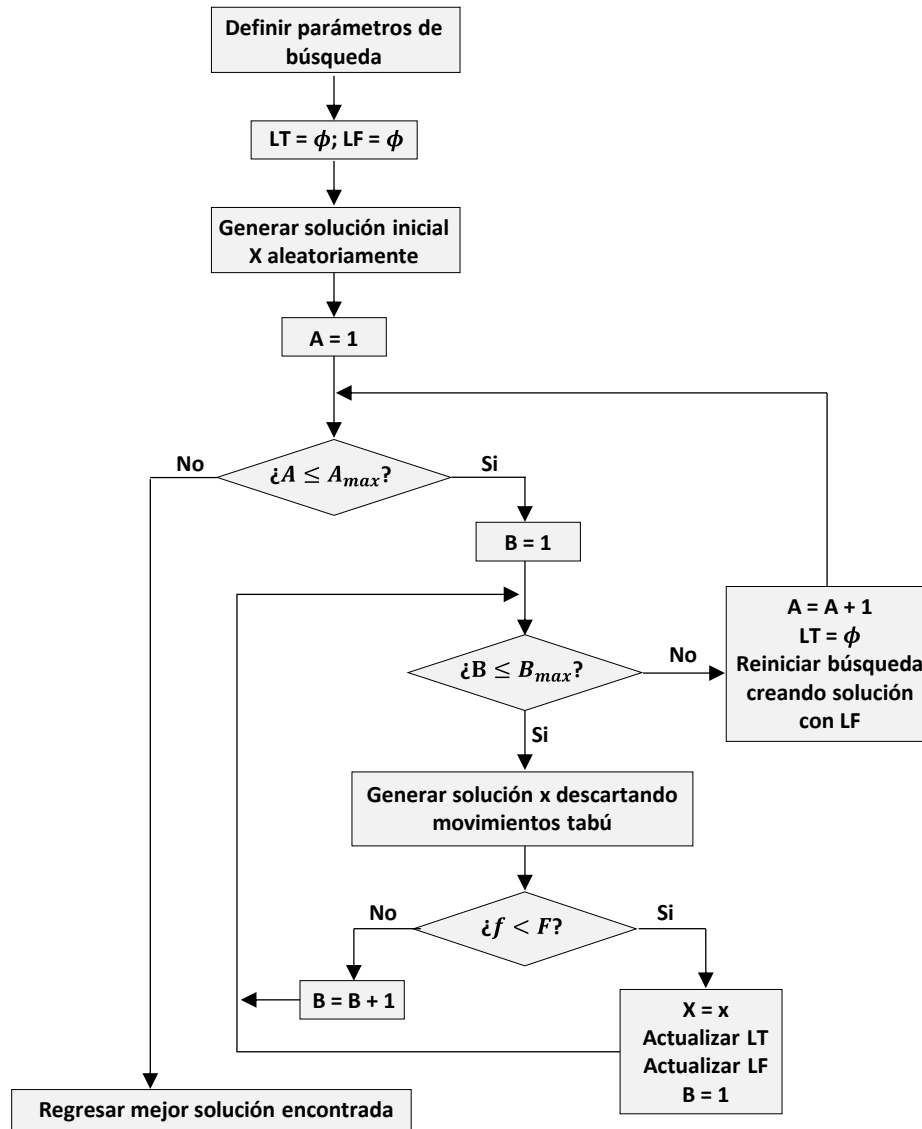 Definir parámetros de
búsqueda
LT = ϕ; LF = ϕ
Generar solución inicial
X aleatoriamente
A = 1
No
¿A ≤ Amax?
Si
B = 1
¿B ≤ Bmax?
No
A = A + 1
LT = ϕ
Reiniciar búsqueda
creando solución
con LF
Si
Generar solución x descartando
movimientos tabú
No
¿f < F?
Si
B = B + 1
X = x
Actualizar LT
Actualizar LF
B = 1
Regresar mejor solución encontrada